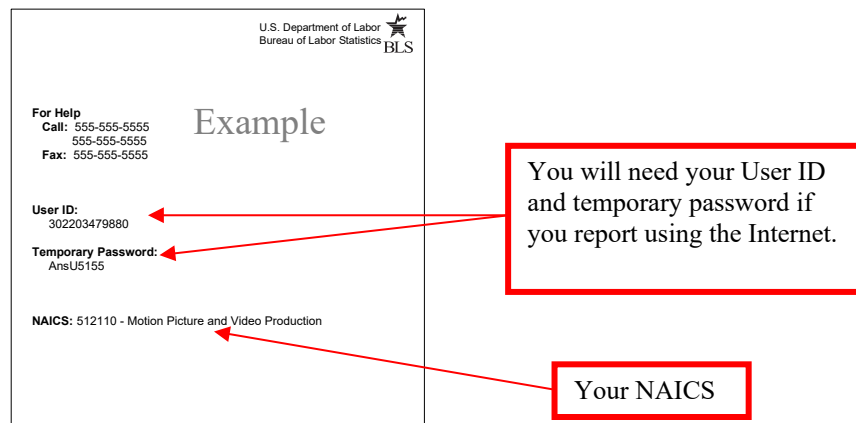 U.S. Department of Labor
Bureau of Labor Statistics
BLS
For Help
Call: 555-555-5555
555-555-5555
Fax: 555-555-5555
Example
User ID:
302203479880
Temporary Password:
AnsU5155
NAICS: 512110 - Motion Picture and Video Production
You will need your User ID
and temporary password if
you report using the Internet.
Your NAICS